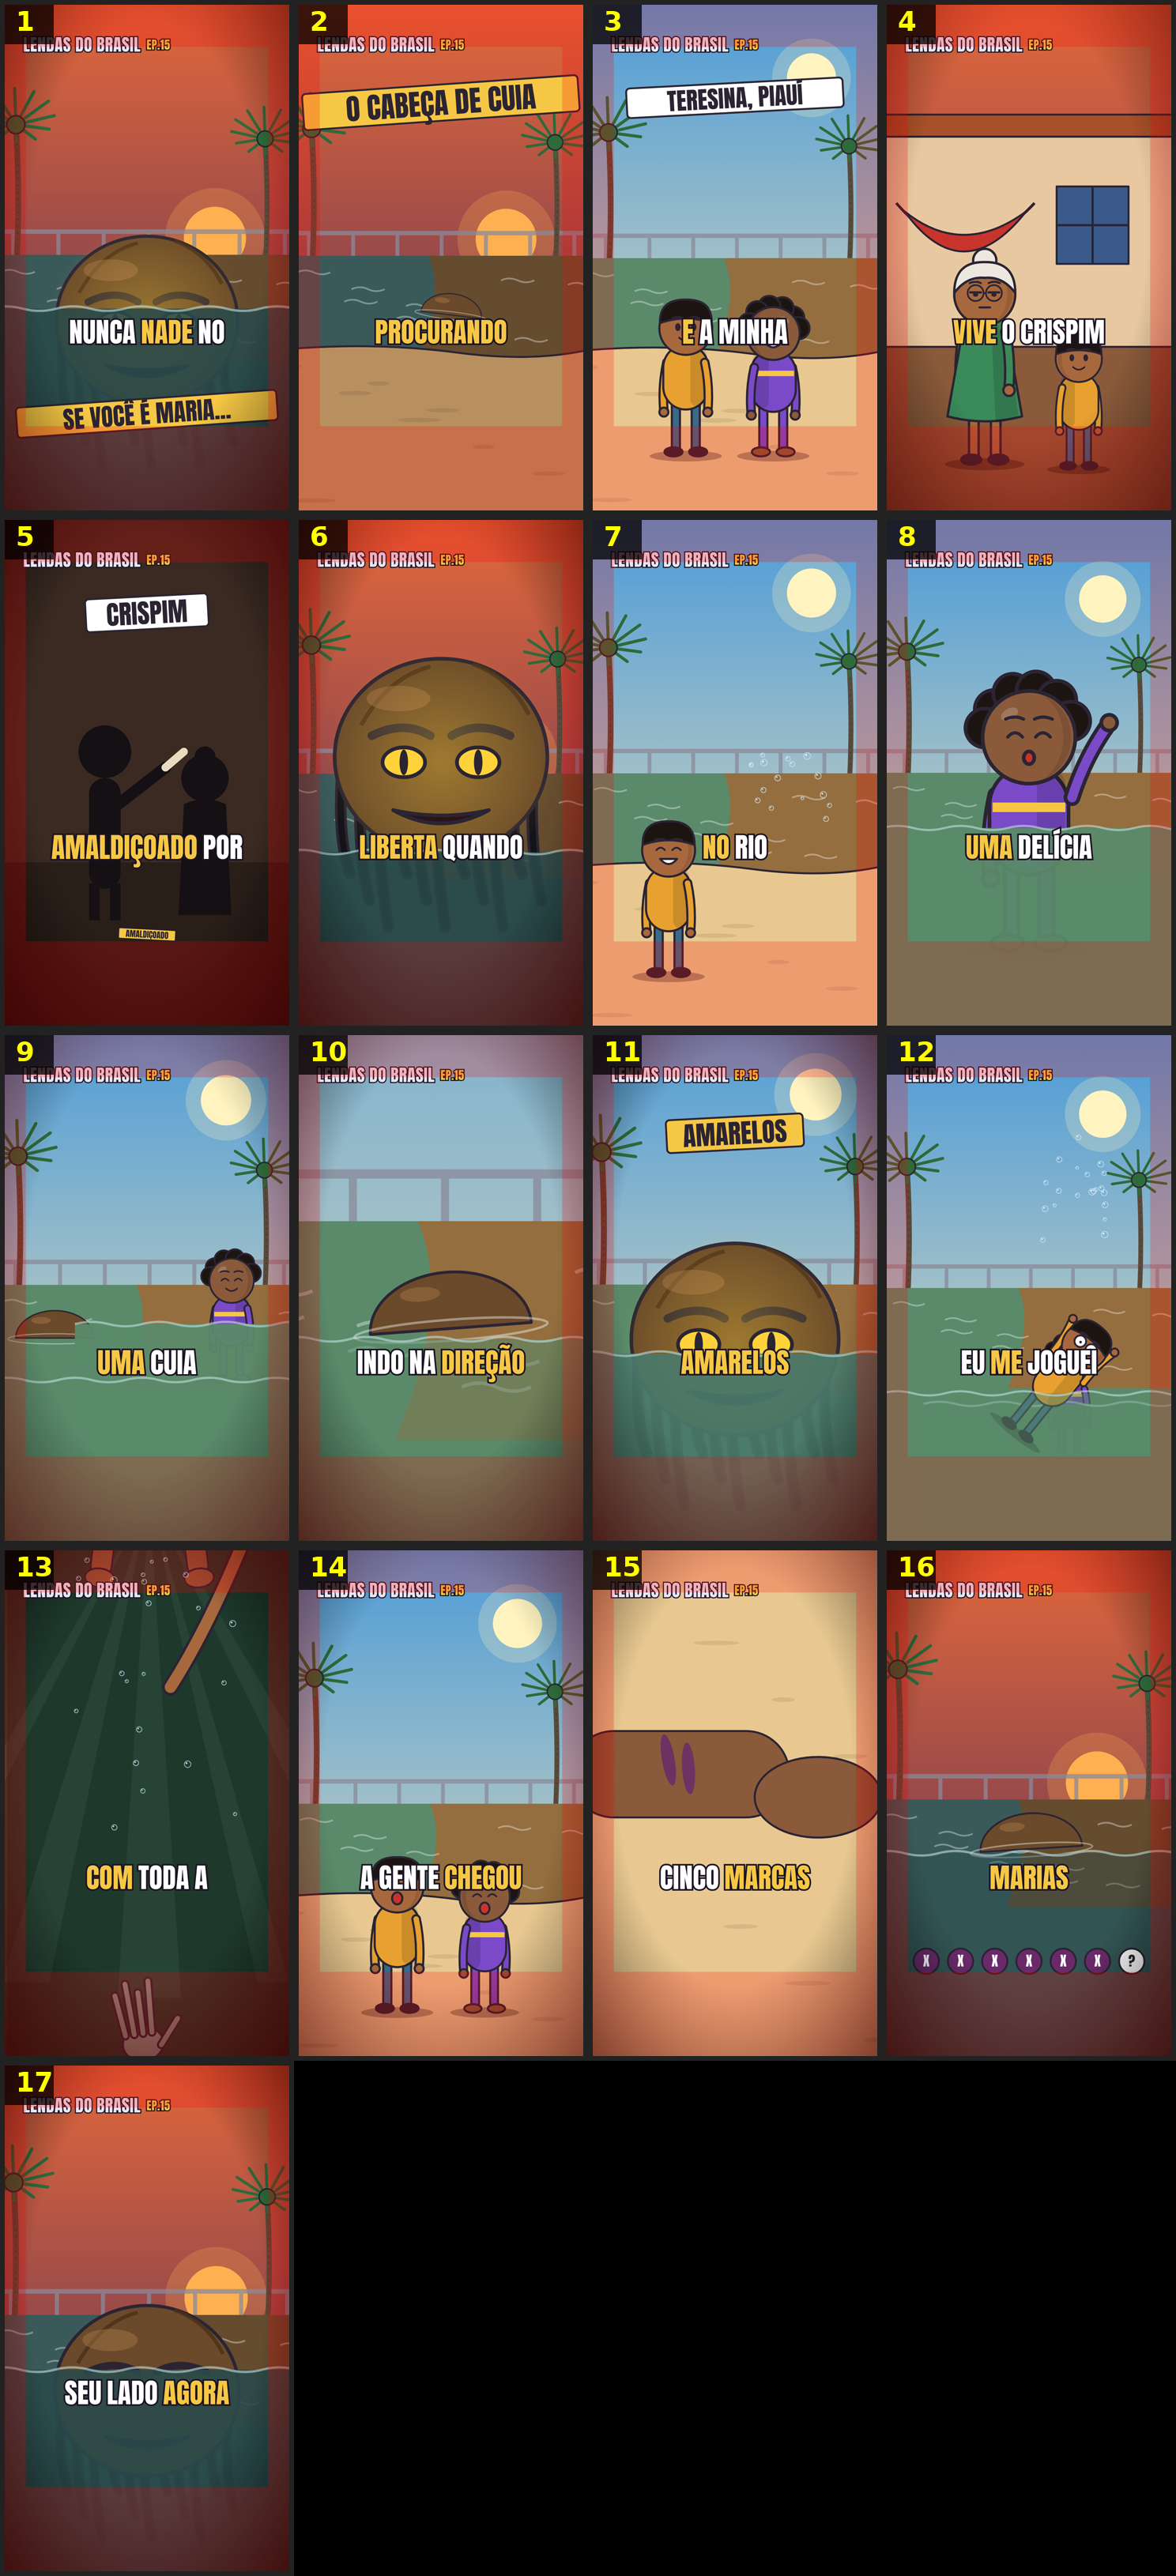 1
LENDAS DO BRASIL EP.15
NUNCA NADE NO
SE VOCÊ É MARIA...
2
LENDAS DO BRASIL EP.15
O CABEÇA DE CUIA
PROCURANDO
3
LENDAS DO BRASIL EP.15
TERESINA, PIAUÍ
E A MINHA
4
LENDAS DO BRASIL EP.15
VIVE O CRISPIM
5
LENDAS DO BRASIL EP.15
CRISPIM
AMALDIÇOADO POR
AMALDIÇOADO
6
LENDAS DO BRASIL EP.15
LIBERTA QUANDO
7
LENDAS DO BRASIL EP.15
NO RIO
8
LENDAS DO BRASIL EP.15
UMA DELÍCIA
9
LENDAS DO BRASIL EP.15
UMA CUIA
10
LENDAS DO BRASIL EP.15
INDO NA DIREÇÃO
11
LENDAS DO BRASIL EP.15
AMARELOS
AMARELOS
12
LENDAS DO BRASIL EP.15
EU ME JOGUEI
13
LENDAS DO BRASIL EP.15
COM TODA A
14
LENDAS DO BRASIL EP.15
A GENTE CHEGOU
15
LENDAS DO BRASIL EP.15
CINCO MARCAS
16
LENDAS DO BRASIL EP.15
MARIAS
X X X X X X ?
17
LENDAS DO BRASIL EP.15
SEU LADO AGORA